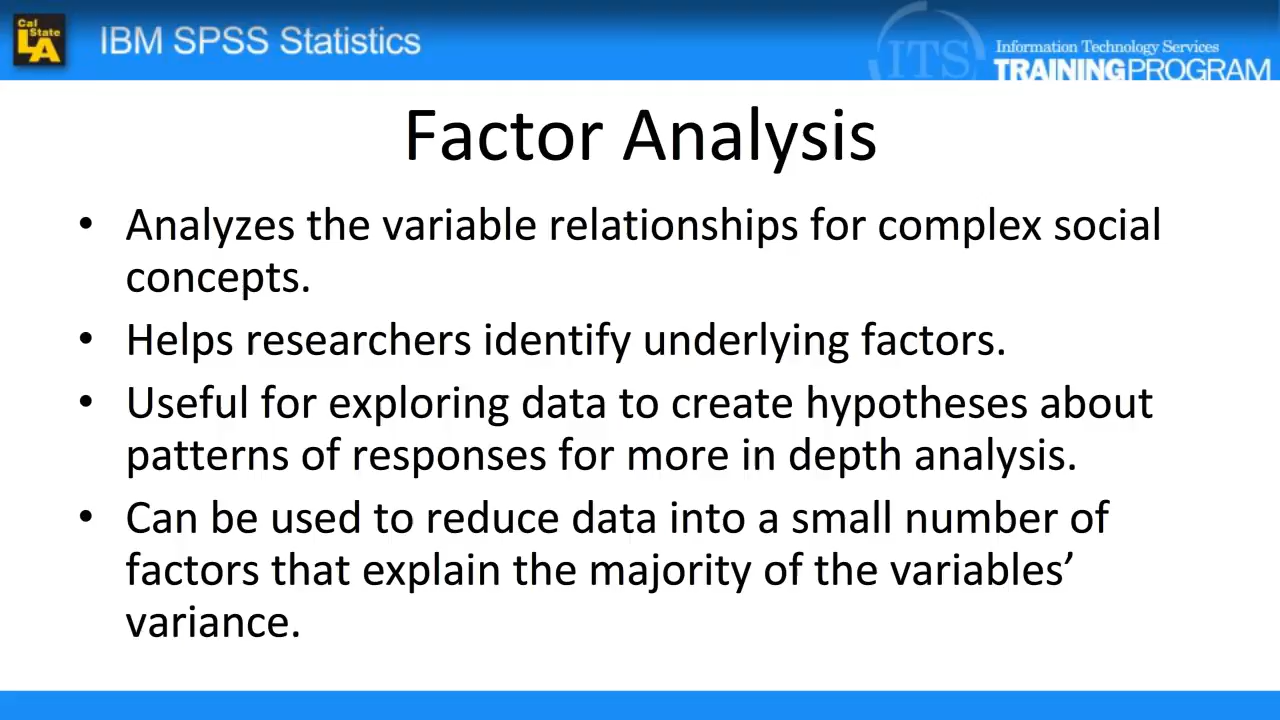 Cal
State
LA
IBM SPSS Statistics
ITS
Information Technology Services
TRAINING PROGRAM
Factor Analysis
• Analyzes the variable relationships for complex social
concepts.
• Helps researchers identify underlying factors.
• Useful for exploring data to create hypotheses about
patterns of responses for more in depth analysis.
• Can be used to reduce data into a small number of
factors that explain the majority of the variables’
variance.